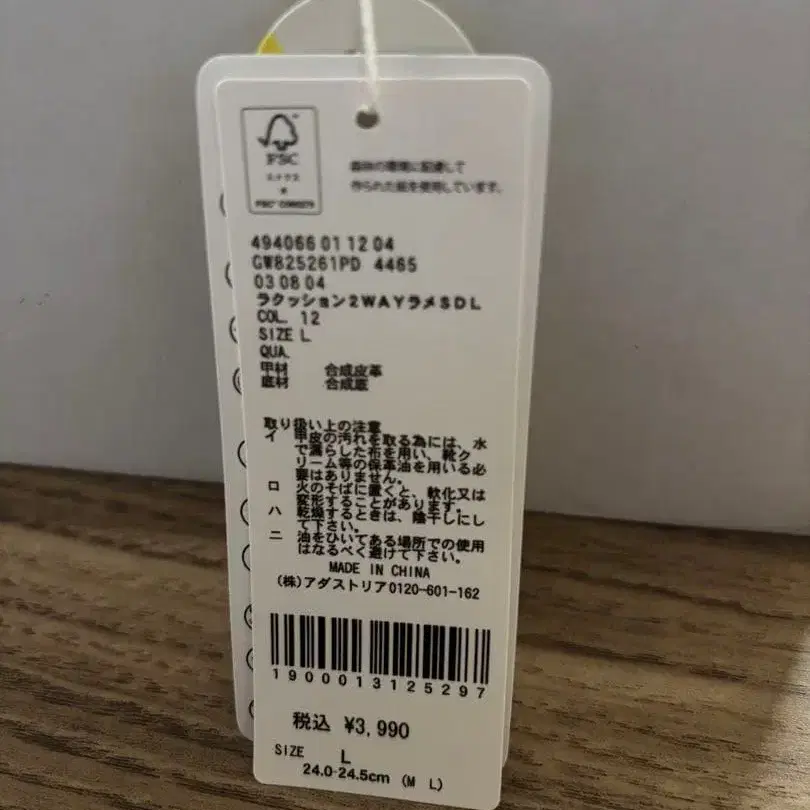 FSC
ミックス
森林の環境に配慮して
作られた紙を使用しています。
494066 01 12 04
GW825261PD 4465
03 08 04
ラクッション2WAYラメSDL
COL. 12
SIZE L
QUA.
甲材 合成皮革
底材 合成底
取り扱い上の注意
イ 甲皮の汚れを取る為には、水
で濡らした布を用い、靴ク
リーム等の保革油を用いる必
要はありません。
ロ 火のそばに置くと、軟化又は
変形することがあります。
ハ 乾燥するときは、陰干しにし
て下さい。
ニ 油をひいてある場所での使用
はなるべく避けて下さい。
MADE IN CHINA
(株)アダストリア0120-601-162
1900013125297
税込 ¥3,990
SIZE L
24.0-24.5cm (M L)